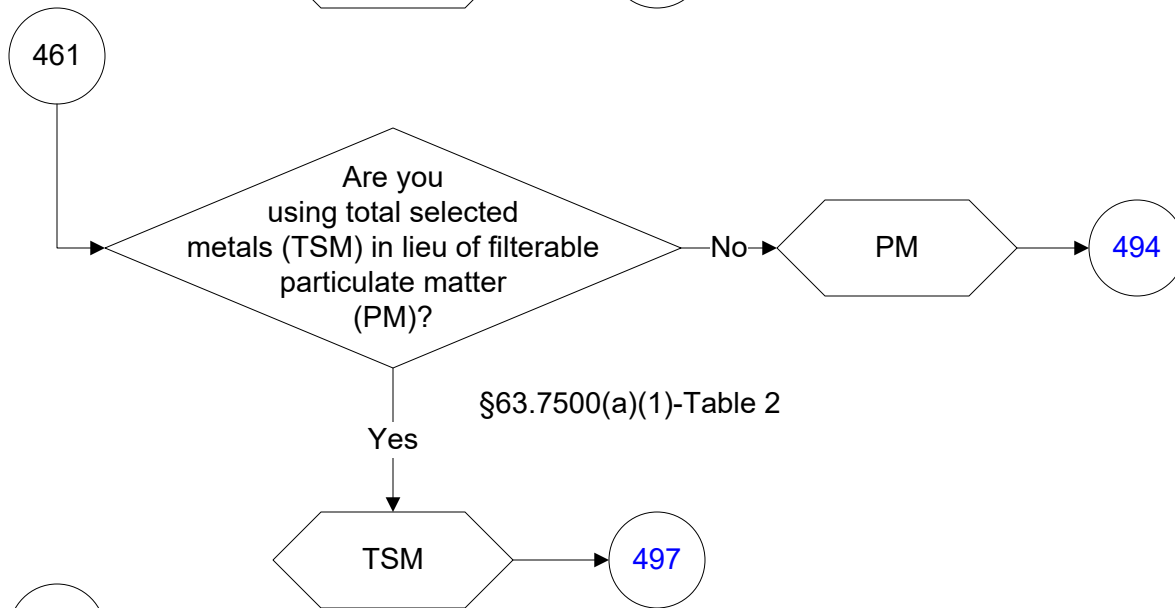 461
Are you
using total selected
metals (TSM) in lieu of filterable
particulate matter
(PM)?
No
PM
494
§63.7500(a)(1)-Table 2
Yes
TSM
497